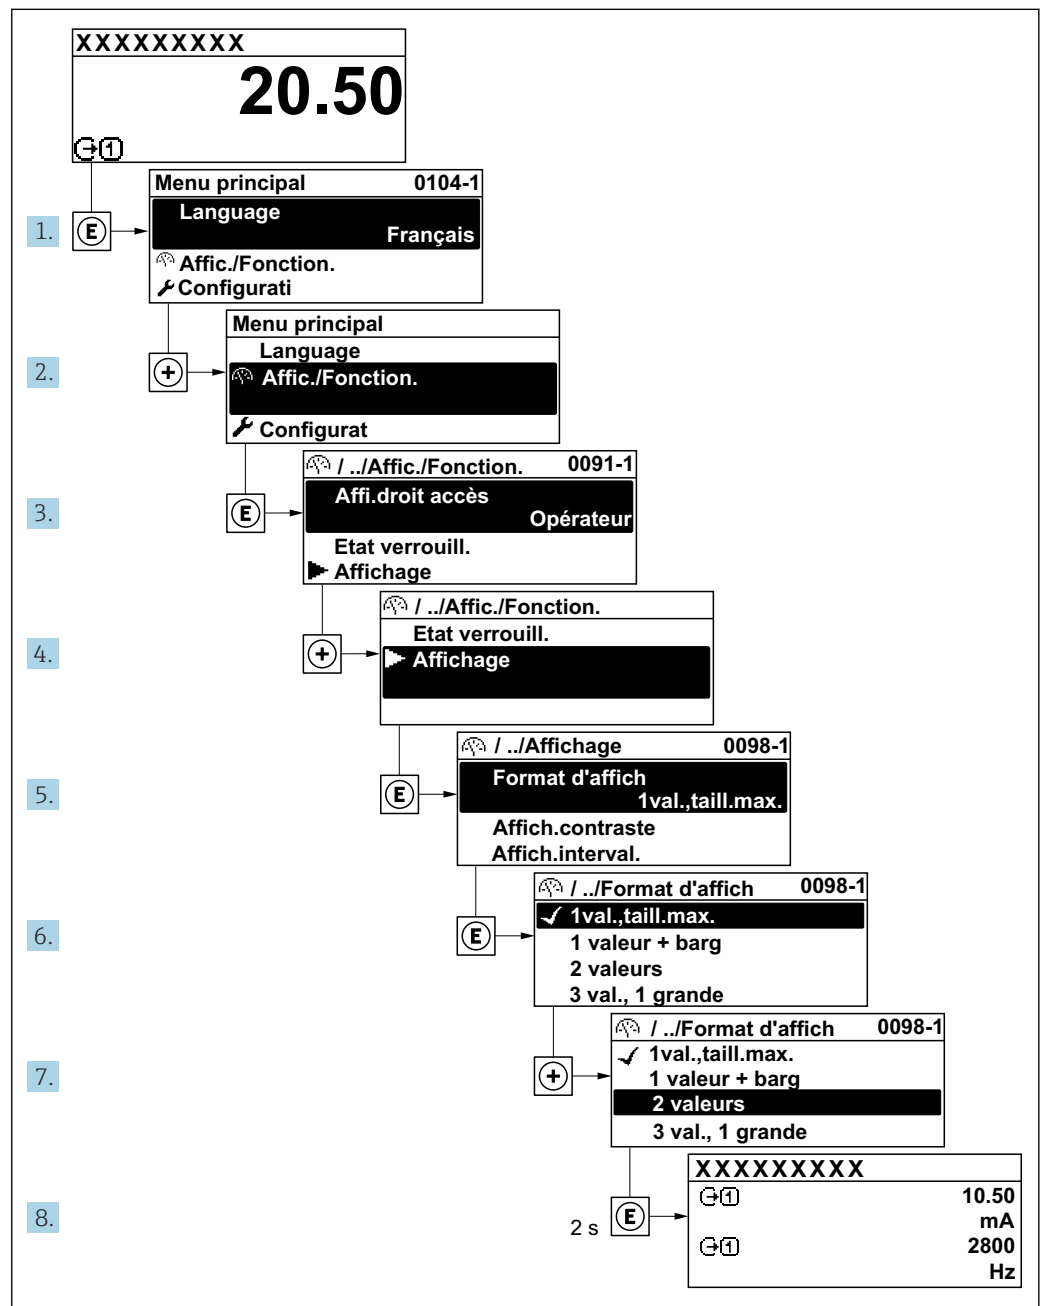 XXXXXXXXX
20.50
1
Menu principal 0104-1
1. E Language
Français
Affic./Fonction.
Configurati
Menu principal
Language
2. + Affic./Fonction.
Configurat
/ ../Affic./Fonction. 0091-1
Affi.droit accès
3. E Opérateur
Etat verrouill.
Affichage
/ ../Affic./Fonction.
Etat verrouill.
4. + Affichage
/ ../Affichage 0098-1
Format d'affich
5. E 1val.,taill.max.
Affich.contraste
Affich.interval.
/ ../Format d'affich 0098-1
1val.,taill.max.
6. E 1 valeur + barg
2 valeurs
3 val., 1 grande
/ ../Format d'affich 0098-1
1val.,taill.max.
7. + 1 valeur + barg
2 valeurs
3 val., 1 grande
XXXXXXXXX
1 10.50
8. 2 s E mA
1 2800
Hz